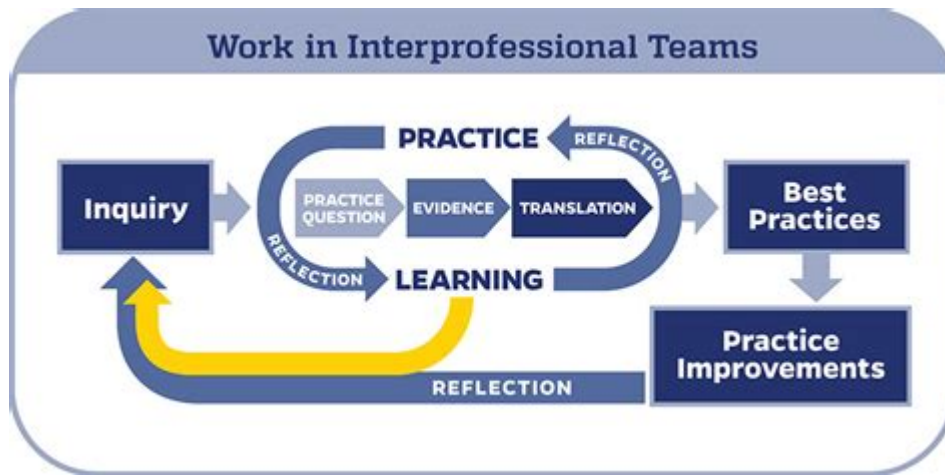 Work in Interprofessional Teams
PRACTICE
REFLECTION
Inquiry
PRACTICE
QUESTION
EVIDENCE
TRANSLATION
Best
Practices
REFLECTION
LEARNING
Practice
Improvements
REFLECTION